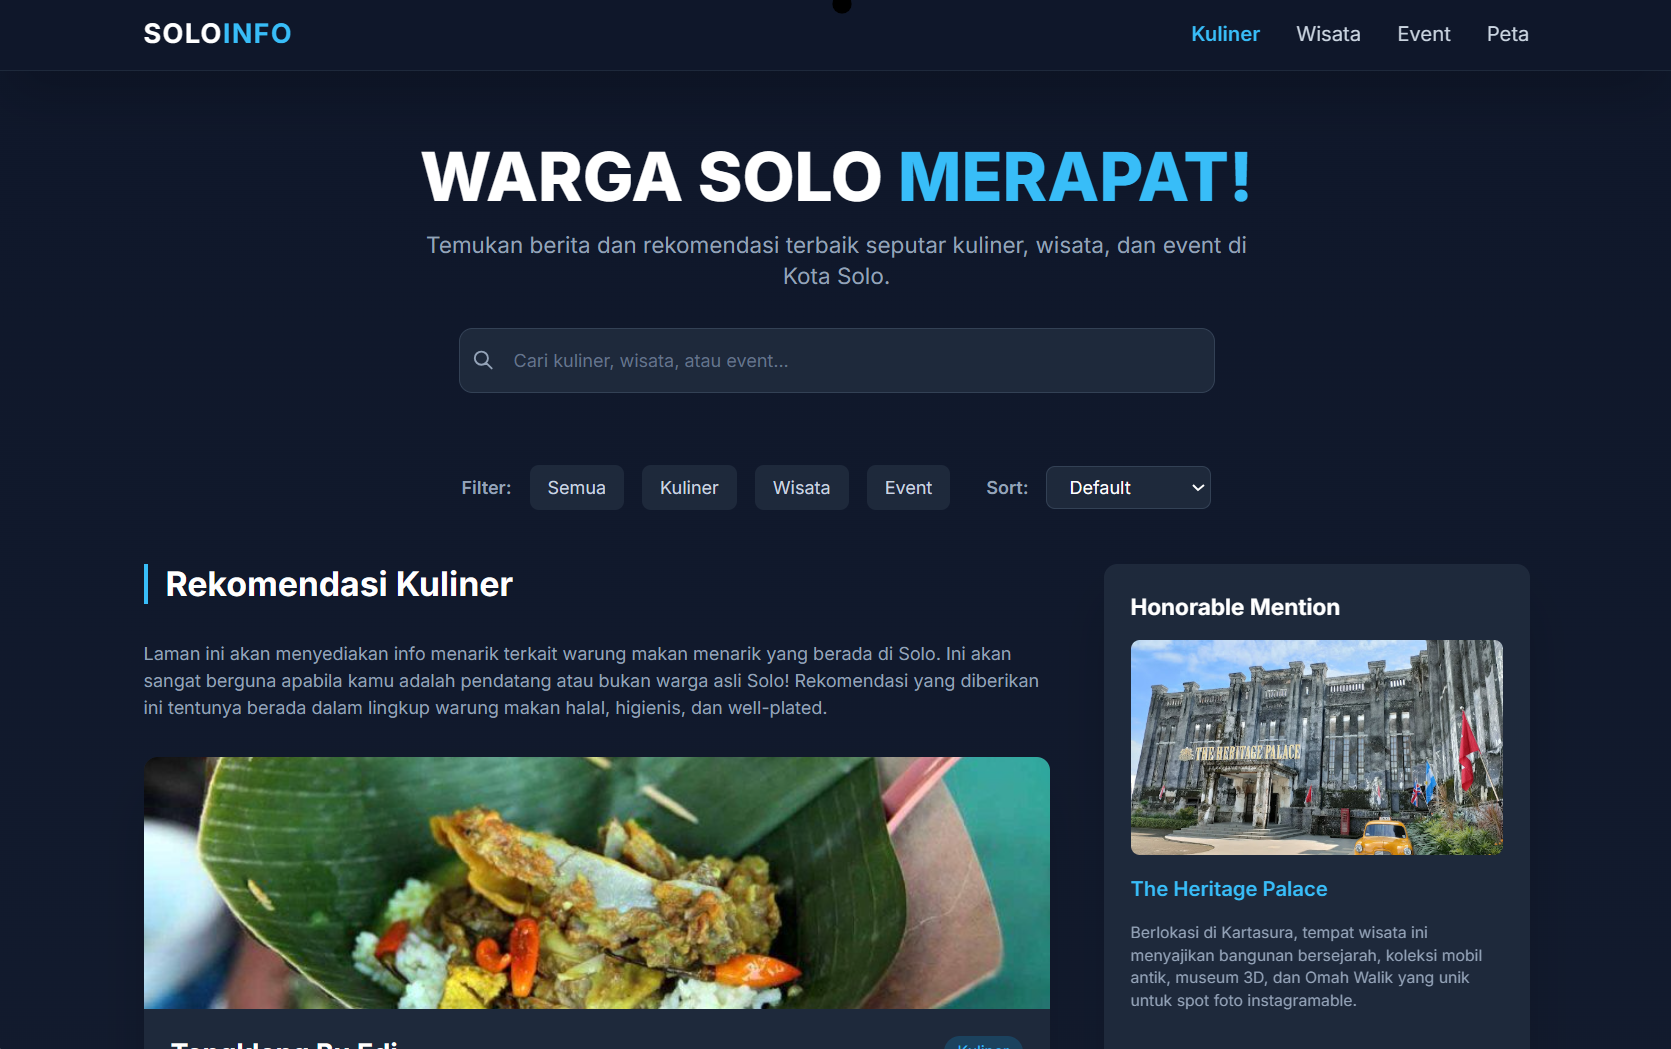 SOLOINFO
Kuliner Wisata Event Peta
WARGA SOLO MERAPAT!
Temukan berita dan rekomendasi terbaik seputar kuliner, wisata, dan event di
Kota Solo.
Cari kuliner, wisata, atau event...
Filter: Semua Kuliner Wisata Event Sort: Default
Rekomendasi Kuliner
Laman ini akan menyediakan info menarik terkait warung makan menarik yang berada di Solo. Ini akan
sangat berguna apabila kamu adalah pendatang atau bukan warga asli Solo! Rekomendasi yang diberikan
ini tentunya berada dalam lingkup warung makan halal, higienis, dan well-plated.
Tengkleng Bu Edi
Kuliner
Honorable Mention
THE HERITAGE PALACE
The Heritage Palace
Berlokasi di Kartasura, tempat wisata ini
menyajikan bangunan bersejarah, koleksi mobil
antik, museum 3D, dan Omah Walik yang unik
untuk spot foto instagramable.